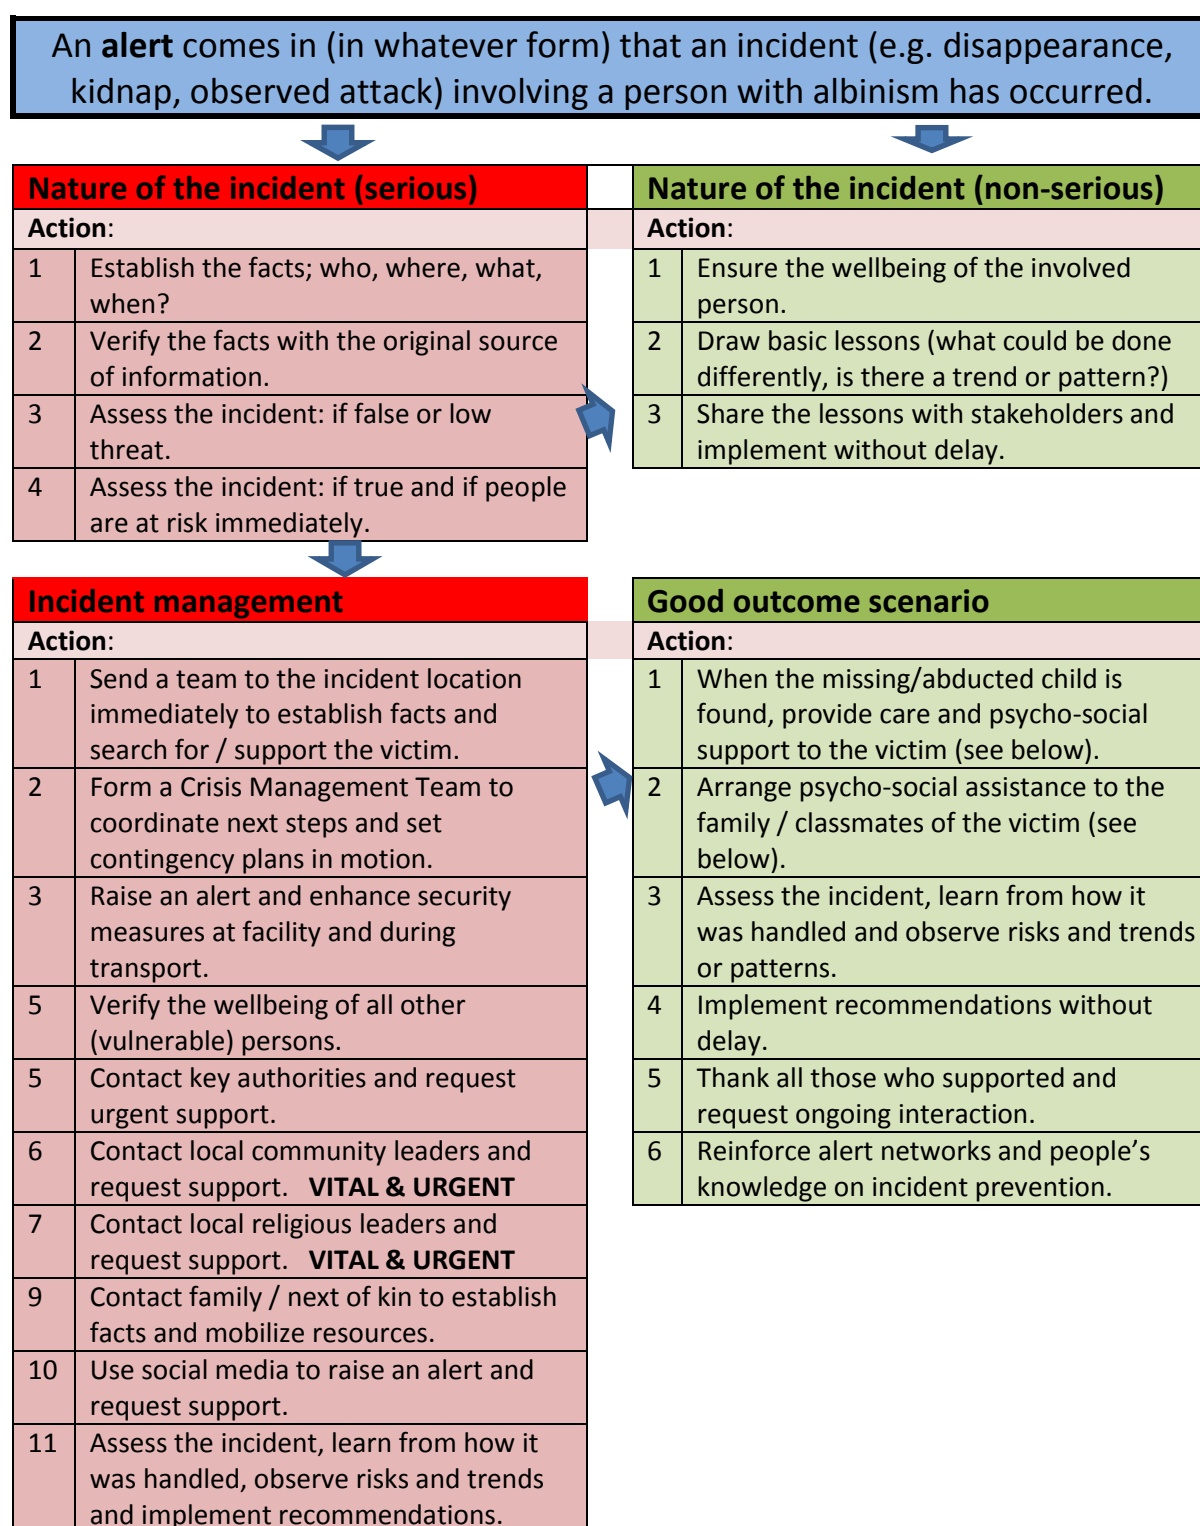 An alert comes in (in whatever form) that an incident (e.g. disappearance,
kidnap, observed attack) involving a person with albinism has occurred.
Nature of the incident (serious)
Action:
1 Establish the facts; who, where, what,
when?
2 Verify the facts with the original source
of information.
3 Assess the incident: if false or low
threat.
4 Assess the incident: if true and if people
are at risk immediately.
Nature of the incident (non-serious)
Action:
1 Ensure the wellbeing of the involved
person.
2 Draw basic lessons (what could be done
differently, is there a trend or pattern?)
3 Share the lessons with stakeholders and
implement without delay.
Incident management
Action:
1 Send a team to the incident location
immediately to establish facts and
search for / support the victim.
2 Form a Crisis Management Team to
coordinate next steps and set
contingency plans in motion.
3 Raise an alert and enhance security
measures at facility and during
transport.
5 Verify the wellbeing of all other
(vulnerable) persons.
5 Contact key authorities and request
urgent support.
6 Contact local community leaders and
request support. VITAL & URGENT
7 Contact local religious leaders and
request support. VITAL & URGENT
9 Contact family / next of kin to establish
facts and mobilize resources.
10 Use social media to raise an alert and
request support.
11 Assess the incident, learn from how it
was handled, observe risks and trends
and implement recommendations.
Good outcome scenario
Action:
1 When the missing/abducted child is
found, provide care and psycho-social
support to the victim (see below).
2 Arrange psycho-social assistance to the
family / classmates of the victim (see
below).
3 Assess the incident, learn from how it
was handled and observe risks and trends
or patterns.
4 Implement recommendations without
delay.
5 Thank all those who supported and
request ongoing interaction.
6 Reinforce alert networks and people’s
knowledge on incident prevention.